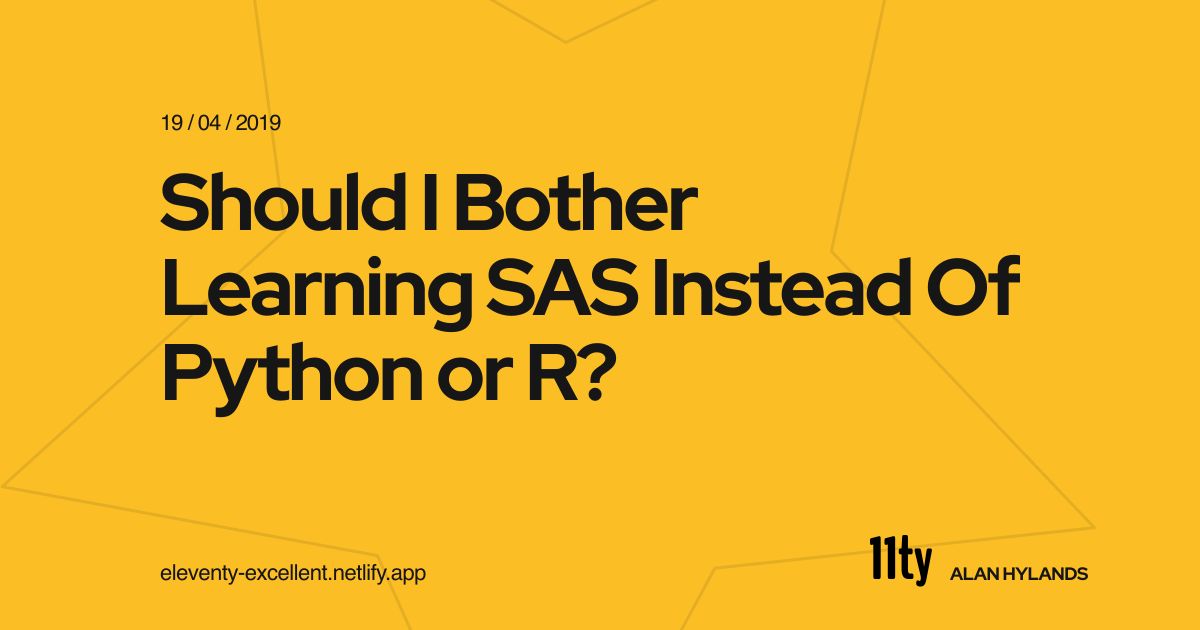 19 / 04 / 2019
Should I Bother
Learning SAS Instead Of
Python or R?
eleventy-excellent.netlify.app
11ty
ALAN HYLANDS